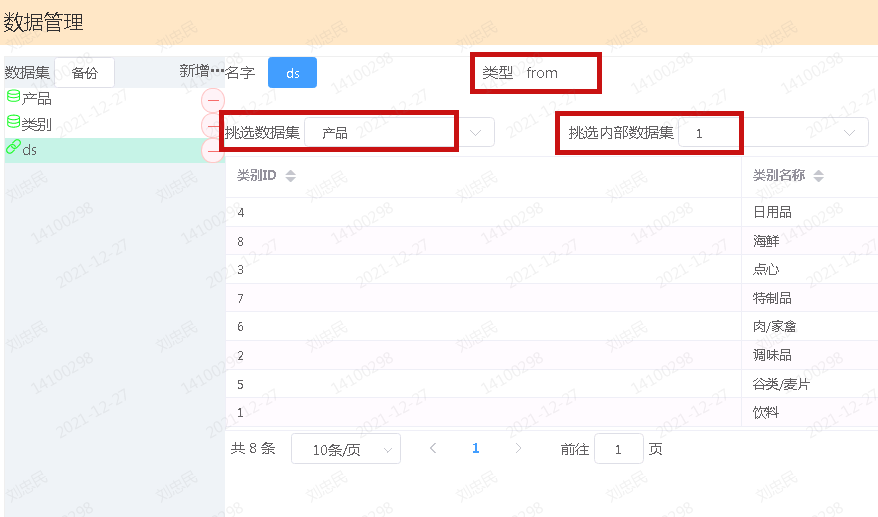 数据管理
数据集 备份 新增··· 名字 ds 类型 from
产品
类别
ds
挑选数据集 产品 挑选内部数据集 1
类别ID 类别名称
4 日用品
8 海鲜
3 点心
7 特制品
6 肉/家禽
2 调味品
5 谷类/麦片
1 饮料
共 8 条 10条/页 1 前往 1 页
刘忠民
14100298
2021-12-27